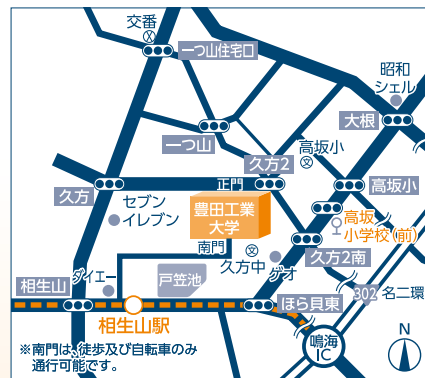 交番
一つ山住宅口
昭和
シェル
大根
一つ山
高坂小
久方2
正門
高坂小
久方
セブン
イレブン
豊田工業
大学
高坂
小学校(前)
南門
久方中
久方2南
ゲオ
相生山
ダイエー
戸笠池
ほら貝東
302
名二環
相生山駅
鳴海
IC
※南門は、徒歩及び自転車のみ
通行可能です。
N